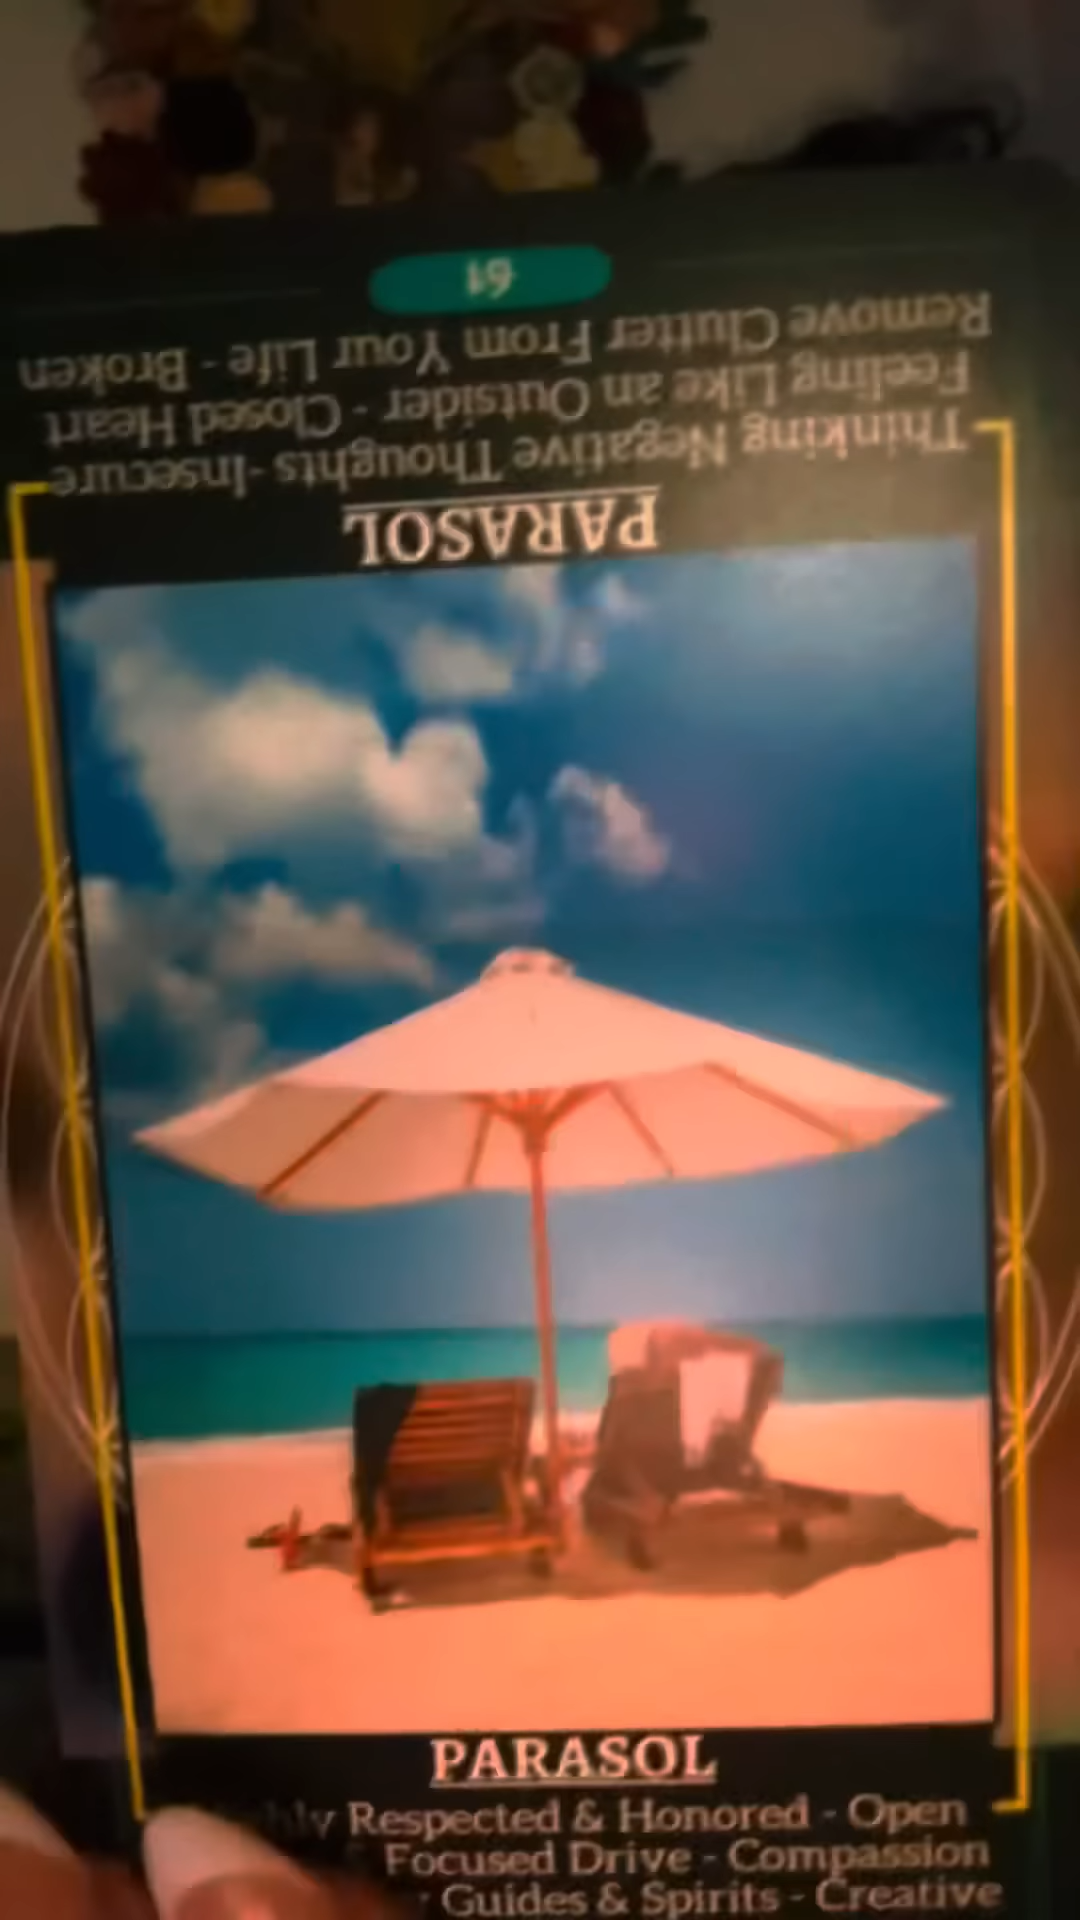 PARASOL
Thinking Negative Thoughts -Insecure
Feeling Like an Outsider - Closed Heart
Remove Clutter From Your Life - Broken
61
PARASOL
Respected & Honored - Open
Focused Drive - Compassion
Guides & Spirits - Creative